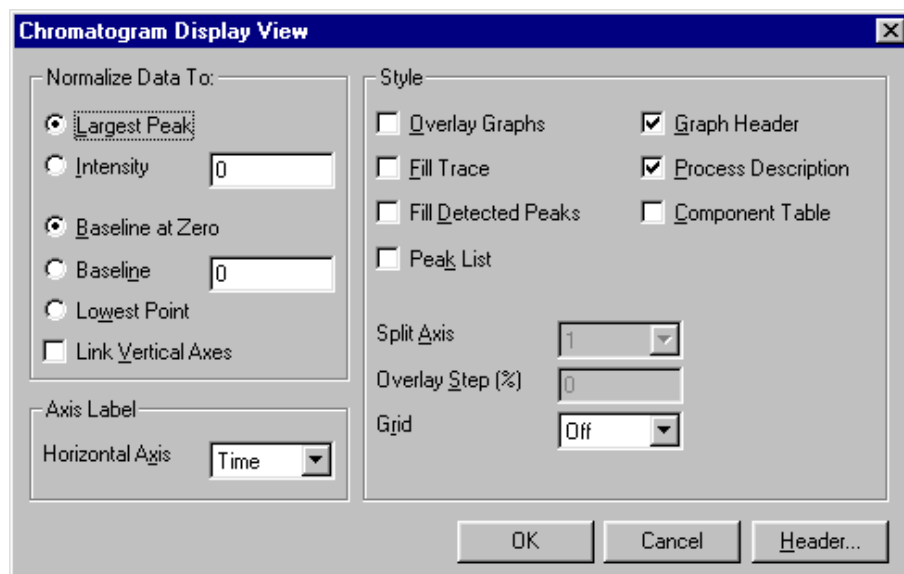 Chromatogram Display View
Normalize Data To:
Largest Peak
Intensity 0
Baseline at Zero
Baseline 0
Lowest Point
Link Vertical Axes
Axis Label
Horizontal Axis Time
Style
Overlay Graphs Graph Header
Fill Trace Process Description
Fill Detected Peaks Component Table
Peak List
Split Axis 1
Overlay Step (%) 0
Grid Off
OK Cancel Header...